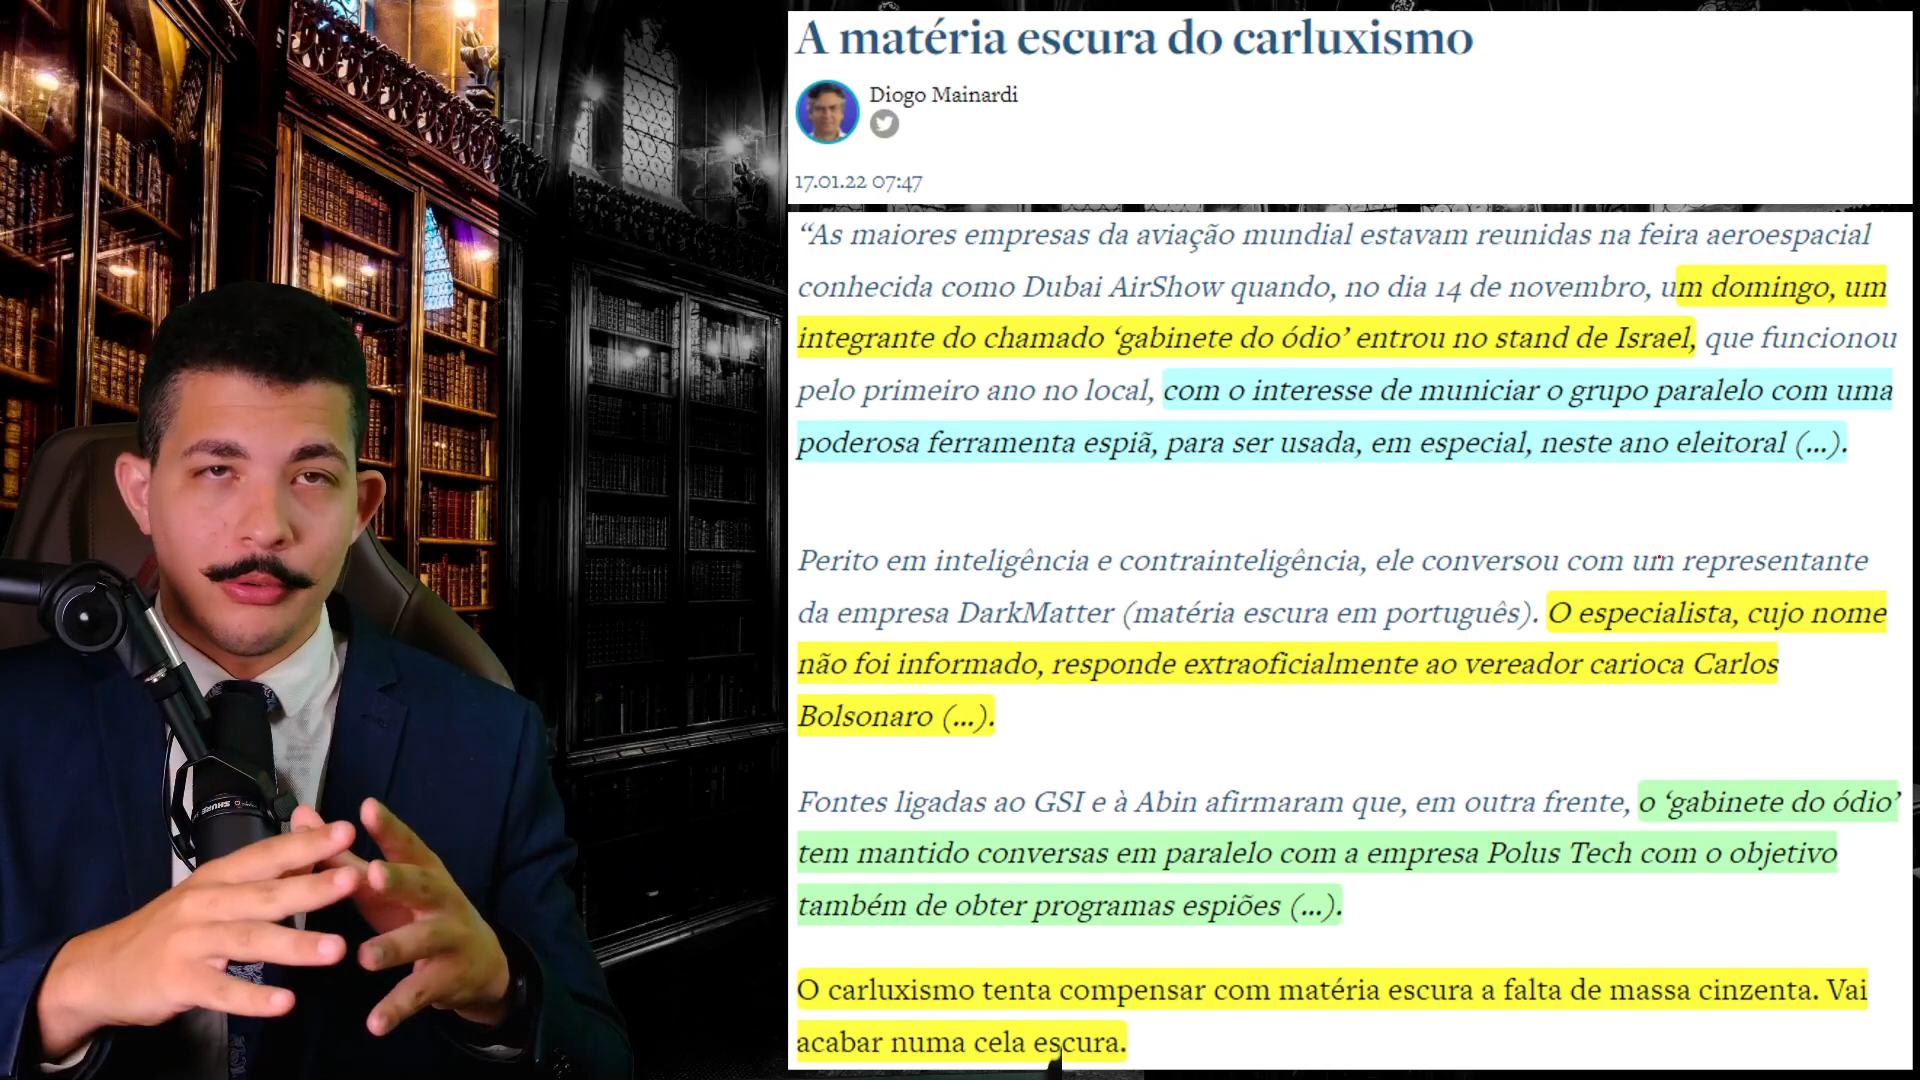 A matéria escura do carluxismo
Diogo Mainardi
17.01.22 07:47
“As maiores empresas da aviação mundial estavam reunidas na feira aeroespacial
conhecida como Dubai AirShow quando, no dia 14 de novembro, um domingo, um
integrante do chamado ‘gabinete do ódio’ entrou no stand de Israel, que funcionou
pelo primeiro ano no local, com o interesse de municiar o grupo paralelo com uma
poderosa ferramenta espiã, para ser usada, em especial, neste ano eleitoral (...).
Perito em inteligência e contrainteligência, ele conversou com um representante
da empresa DarkMatter (matéria escura em português). O especialista, cujo nome
não foi informado, responde extraoficialmente ao vereador carioca Carlos
Bolsonaro (...).
Fontes ligadas ao GSI e à Abin afirmaram que, em outra frente, o ‘gabinete do ódio’
tem mantido conversas em paralelo com a empresa Polus Tech com o objetivo
também de obter programas espiões (...).
O carluxismo tenta compensar com matéria escura a falta de massa cinzenta. Vai
acabar numa cela escura.
SHURE